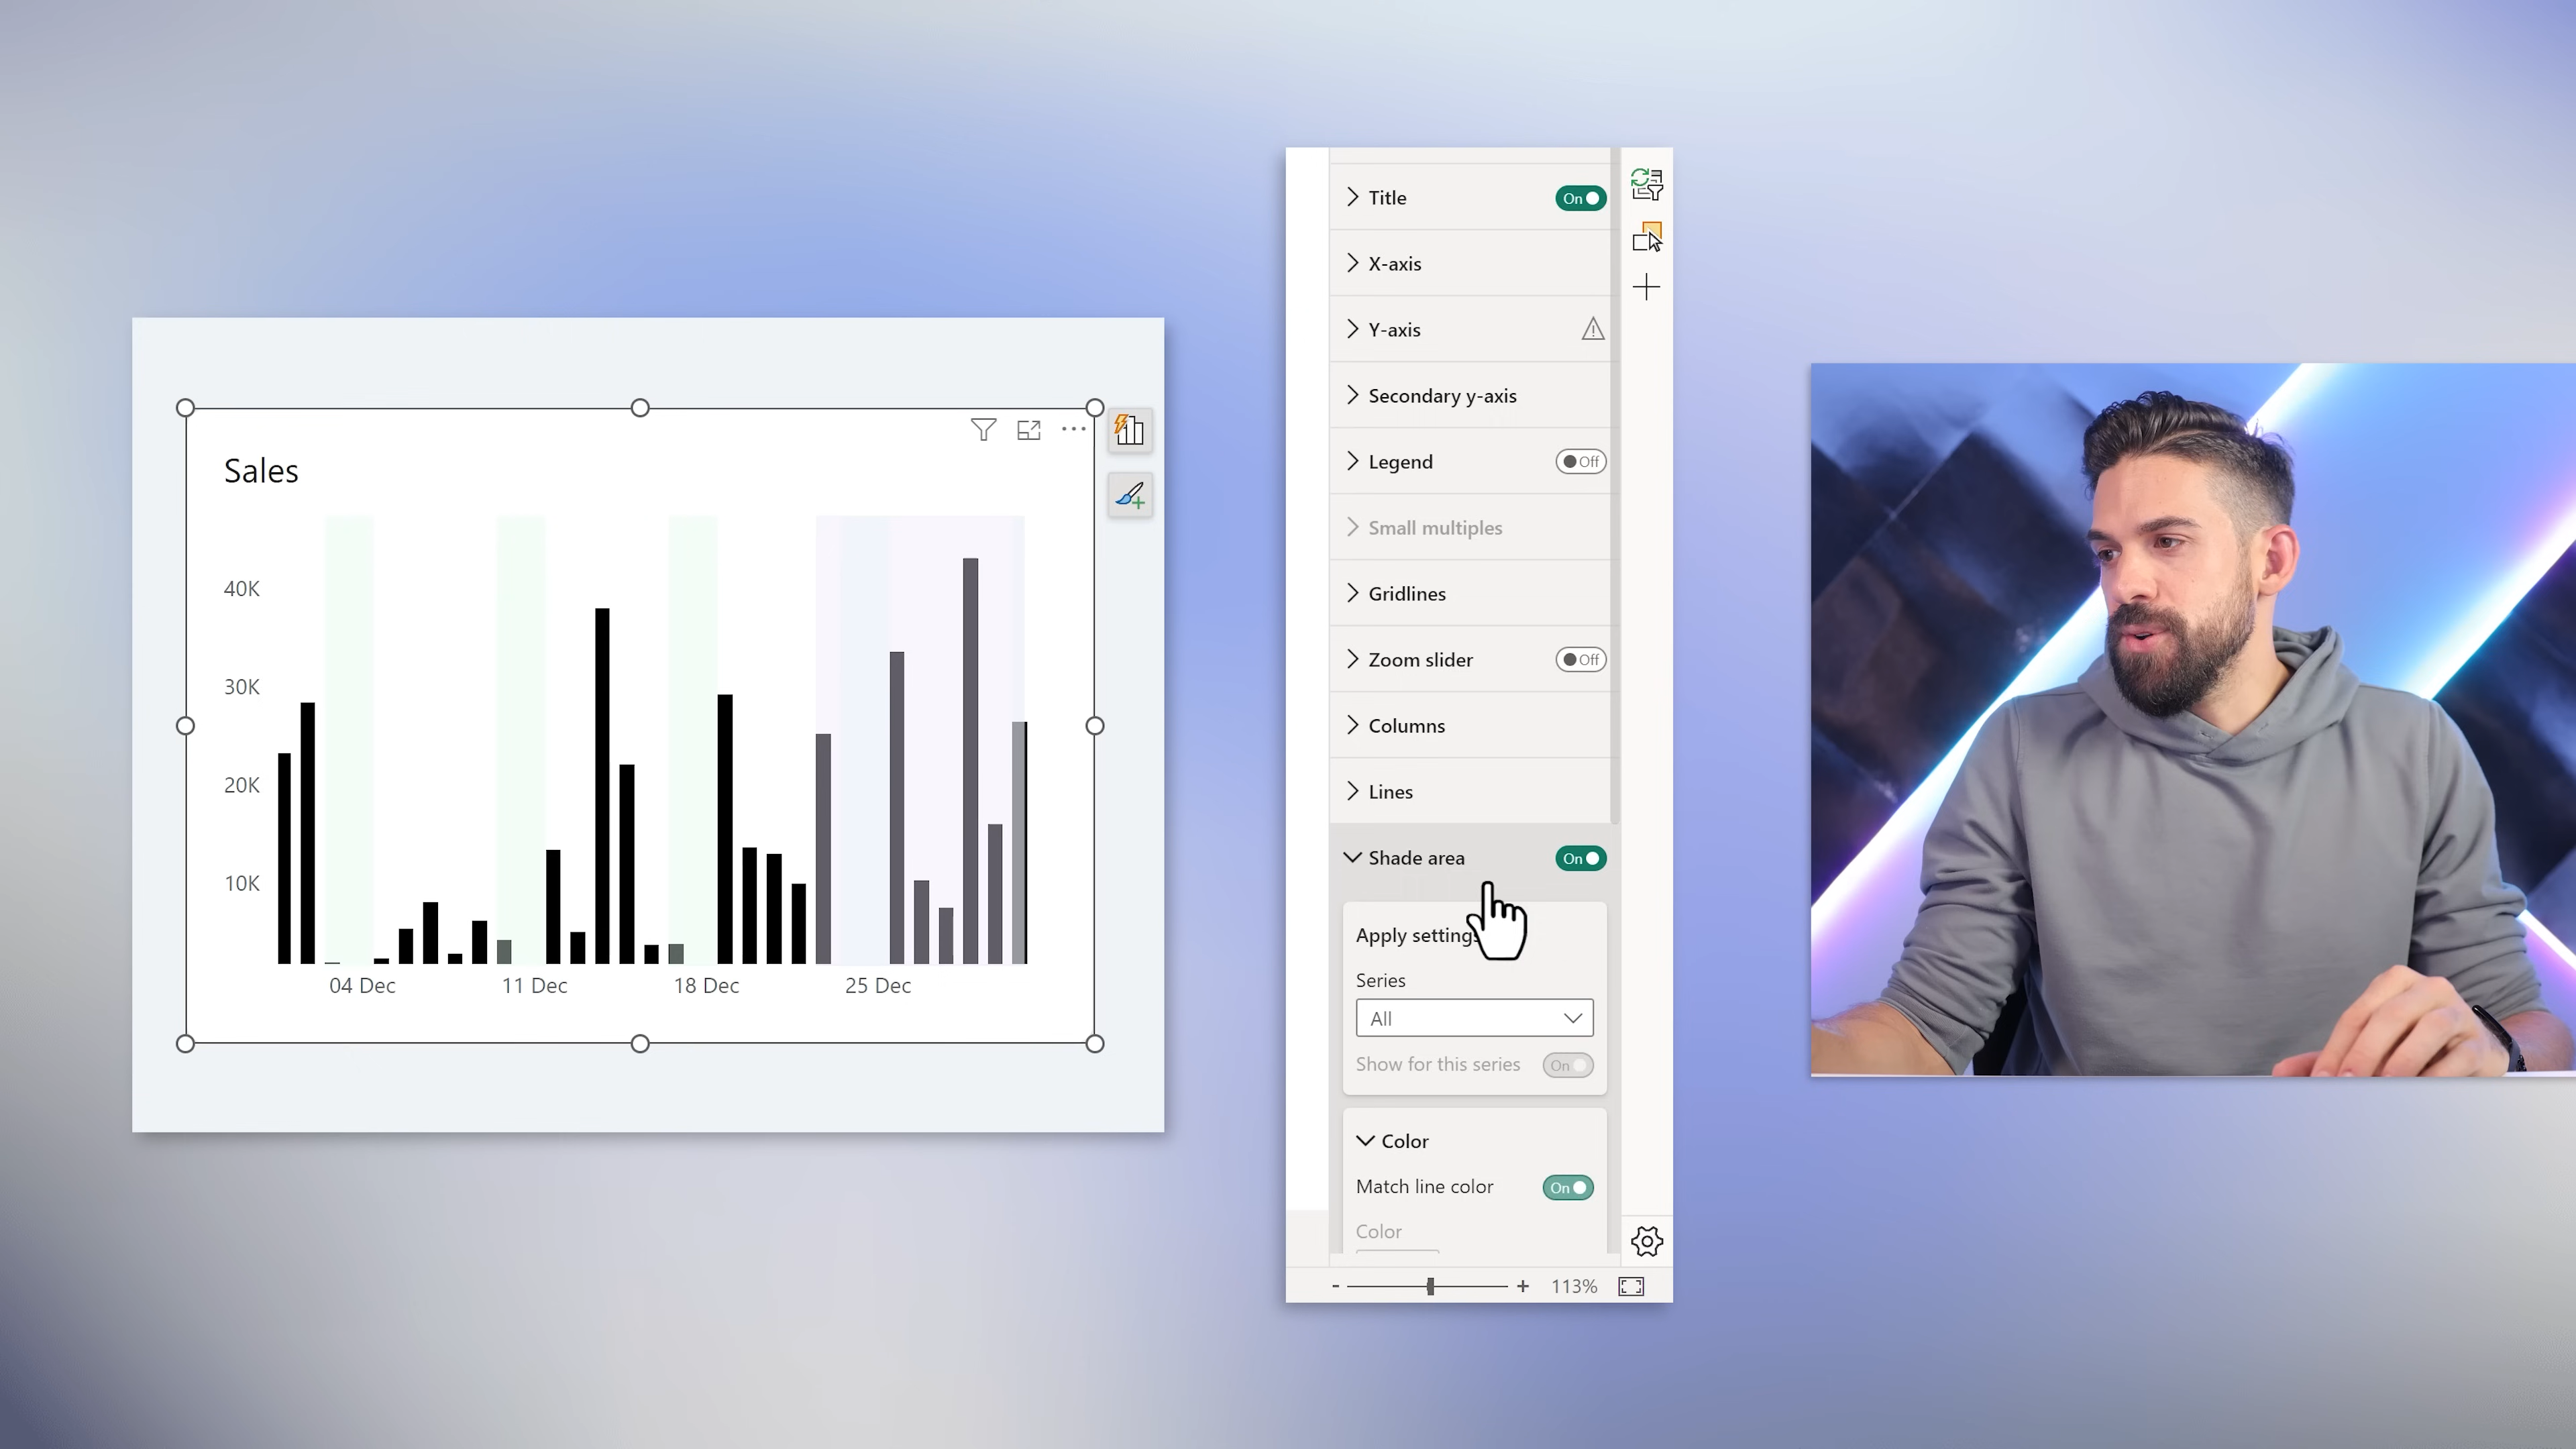 Sales
40K
30K
20K
10K
04 Dec
11 Dec
18 Dec
25 Dec
Title
On
X-axis
Y-axis
Secondary y-axis
Legend
Off
Small multiples
Gridlines
Zoom slider
Off
Columns
Lines
Shade area
On
Apply settings
Series
All
Show for this series
On
Color
Match line color
On
Color
- + 113%